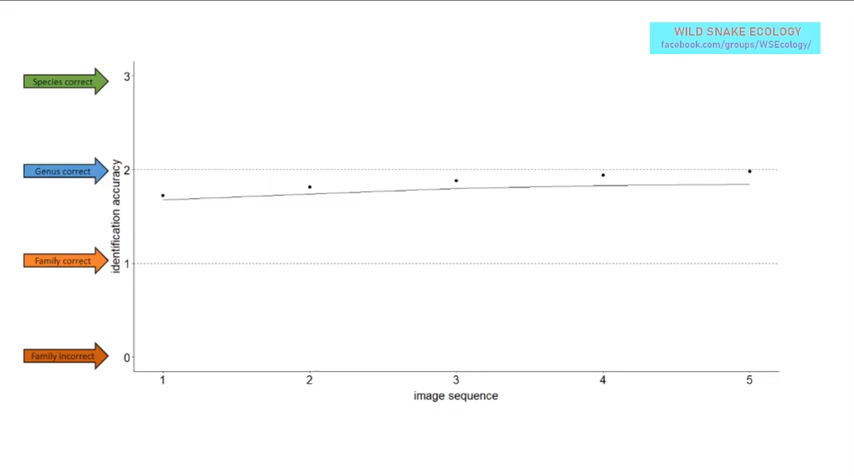 WILD SNAKE ECOLOGY
facebook.com/groups/WSEcology/
Species correct
3
Genus correct
2
identification accuracy
Family correct
1
Family incorrect
0
1 2 3 4 5
image sequence